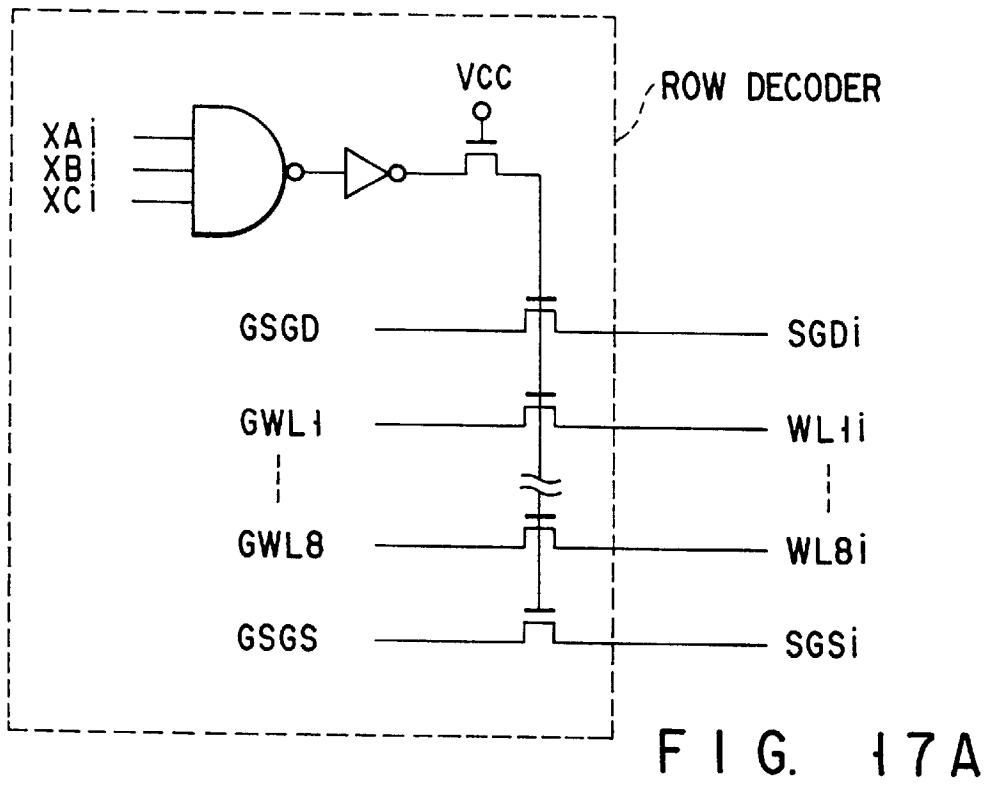 VCC
ROW DECODER
XAi
XBi
XCi
GSGD
SGDi
GWL1
WL1i
GWL8
WL8i
GSGS
SGSi
FIG. 17A